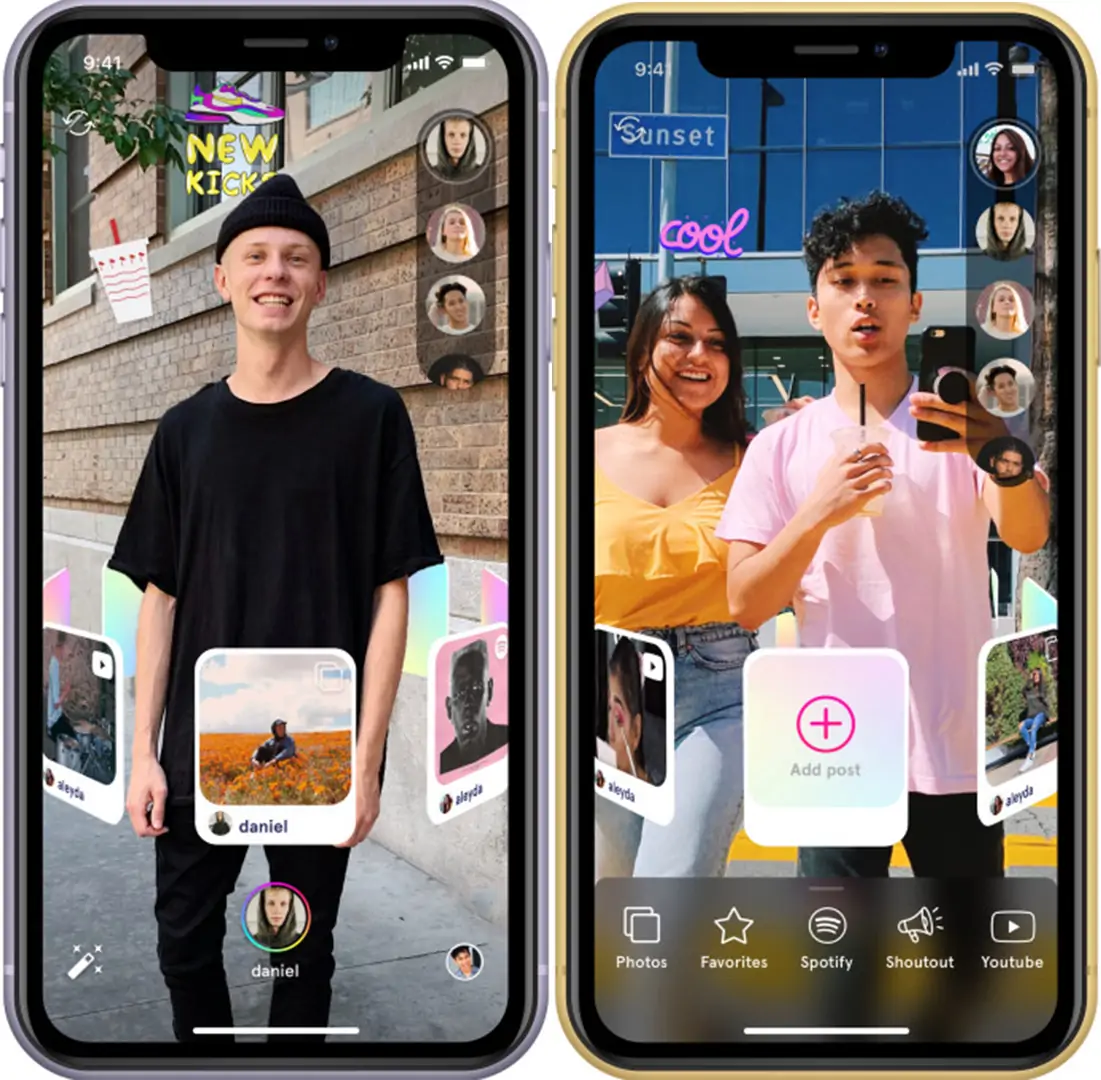 9:41
NEW
KICKS
aleyda
daniel
aleyda
daniel
9:41
Sunset
cool
Add post
aleyda
aleyda
Photos
Favorites
Spotify
Shoutout
Youtube